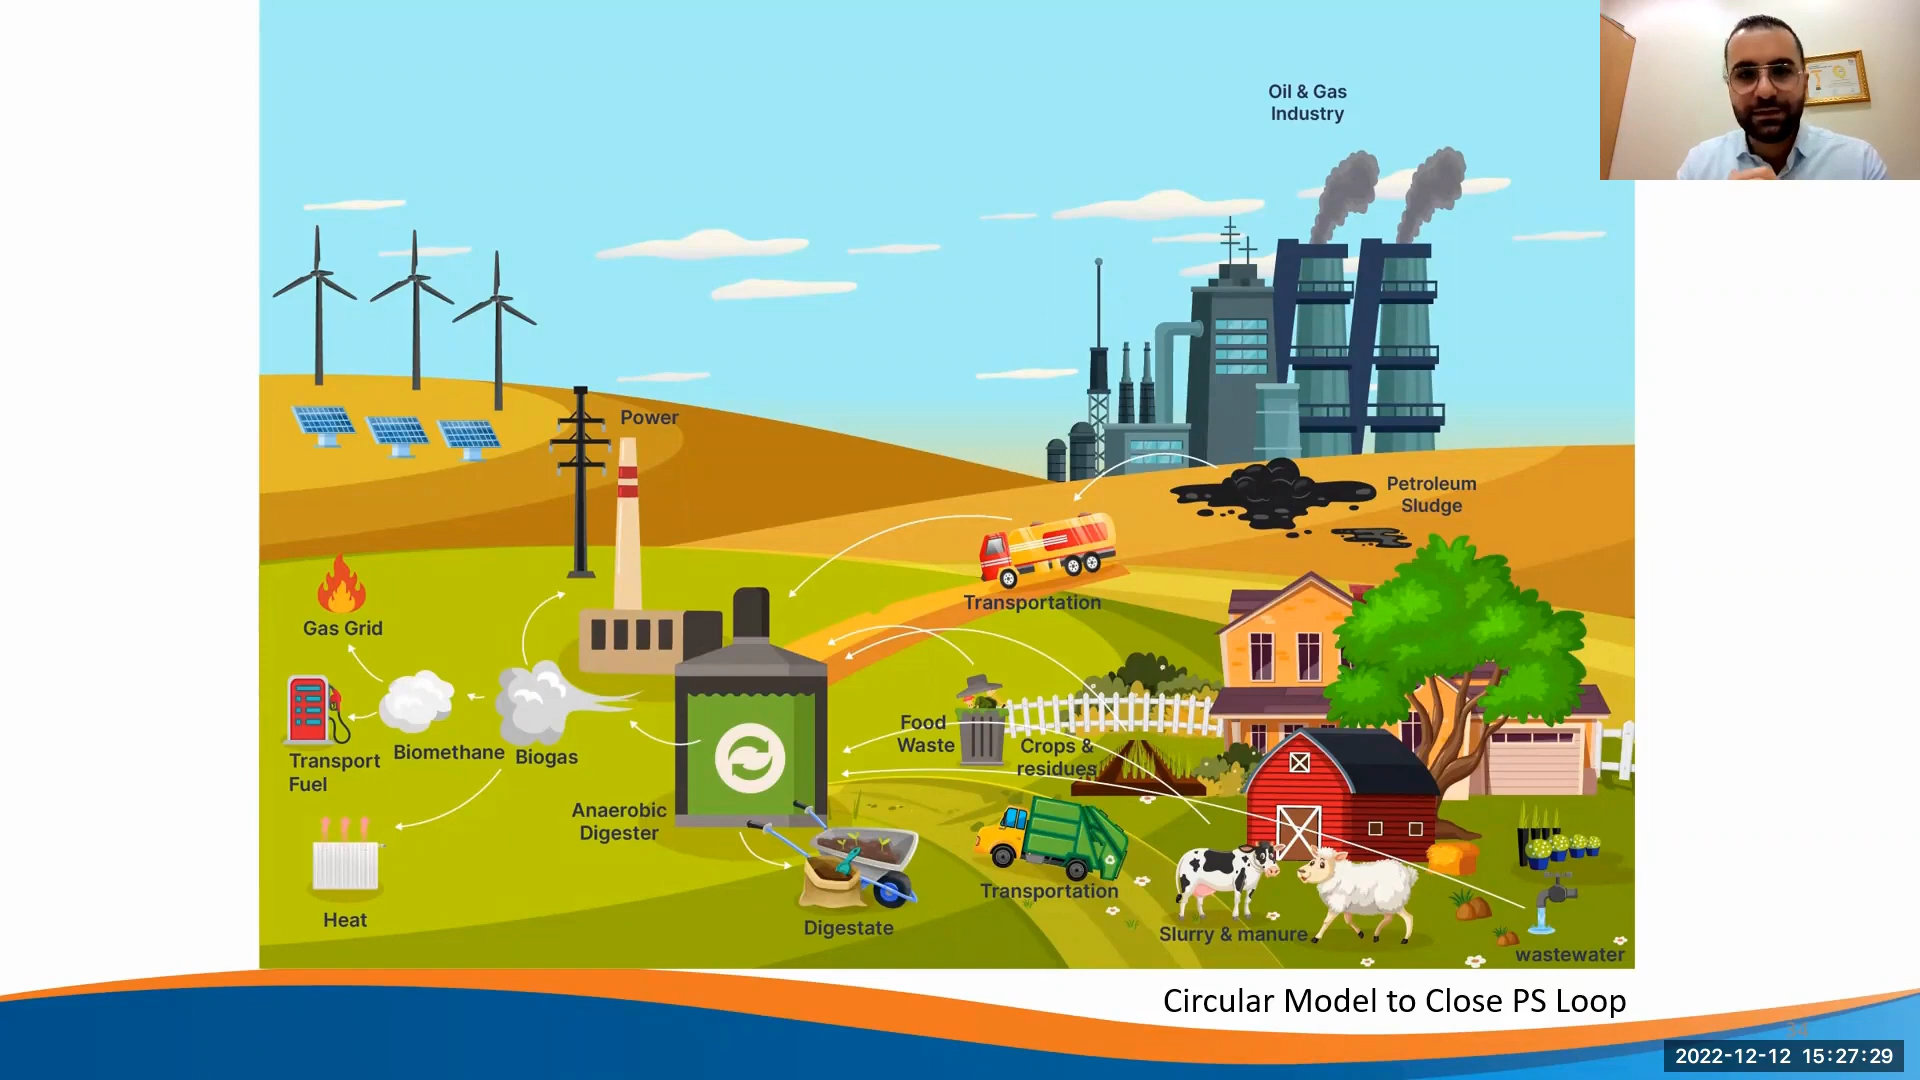 Oil & Gas
Industry
Power
Petroleum
Sludge
Transportation
Gas Grid
Food
Waste
Crops &
residues
Biomethane
Biogas
Transport
Fuel
Anaerobic
Digester
Transportation
Heat
Digestate
Slurry & manure
wastewater
Circular Model to Close PS Loop
34
2022-12-12 15:27:29